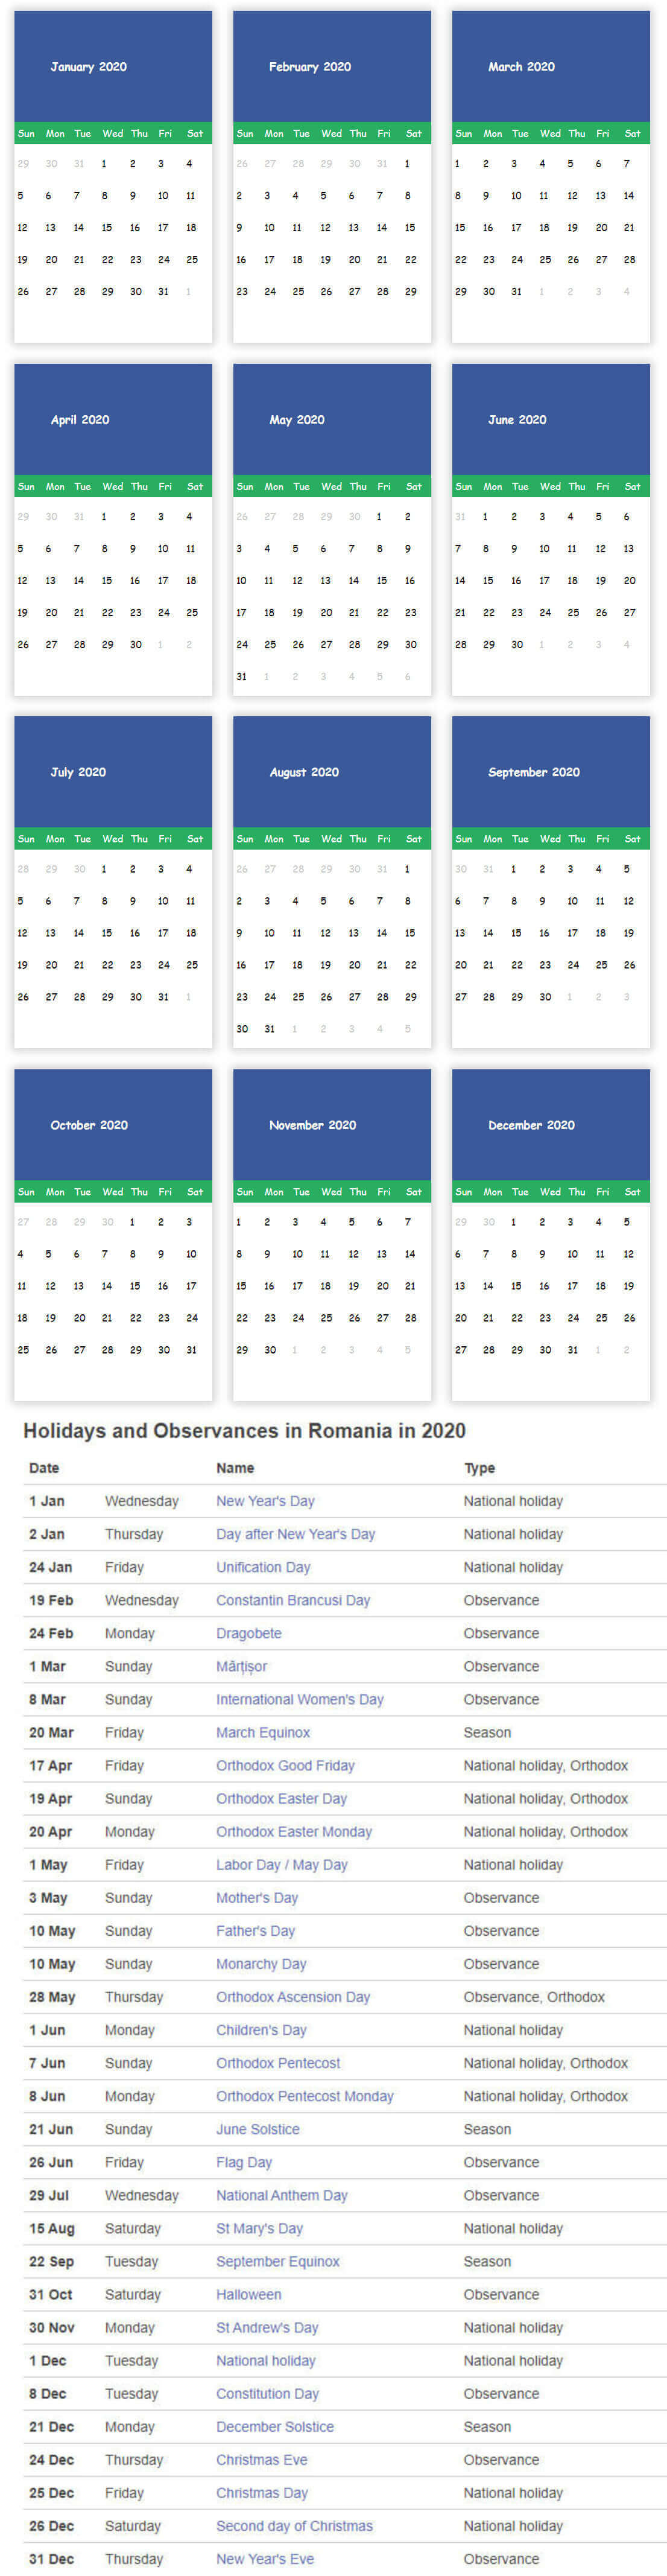 January 2020 February 2020 March 2020
Sun Mon Tue Wed Thu Fri Sat Sun Mon Tue Wed Thu Fri Sat Sun Mon Tue Wed Thu Fri Sat
29 30 31 1 2 3 4 26 27 28 29 30 31 1 1 2 3 4 5 6 7
5 6 7 8 9 10 11 2 3 4 5 6 7 8 8 9 10 11 12 13 14
12 13 14 15 16 17 18 9 10 11 12 13 14 15 15 16 17 18 19 20 21
19 20 21 22 23 24 25 16 17 18 19 20 21 22 22 23 24 25 26 27 28
26 27 28 29 30 31 1 23 24 25 26 27 28 29 29 30 31 1 2 3 4
April 2020 May 2020 June 2020
Sun Mon Tue Wed Thu Fri Sat Sun Mon Tue Wed Thu Fri Sat Sun Mon Tue Wed Thu Fri Sat
29 30 31 1 2 3 4 26 27 28 29 30 1 2 31 1 2 3 4 5 6
5 6 7 8 9 10 11 3 4 5 6 7 8 9 7 8 9 10 11 12 13
12 13 14 15 16 17 18 10 11 12 13 14 15 16 14 15 16 17 18 19 20
19 20 21 22 23 24 25 17 18 19 20 21 22 23 21 22 23 24 25 26 27
26 27 28 29 30 1 2 24 25 26 27 28 29 30 28 29 30 1 2 3 4
31 1 2 3 4 5 6
July 2020 August 2020 September 2020
Sun Mon Tue Wed Thu Fri Sat Sun Mon Tue Wed Thu Fri Sat Sun Mon Tue Wed Thu Fri Sat
28 29 30 1 2 3 4 26 27 28 29 30 31 1 30 31 1 2 3 4 5
5 6 7 8 9 10 11 2 3 4 5 6 7 8 6 7 8 9 10 11 12
12 13 14 15 16 17 18 9 10 11 12 13 14 15 13 14 15 16 17 18 19
19 20 21 22 23 24 25 16 17 18 19 20 21 22 20 21 22 23 24 25 26
26 27 28 29 30 31 1 23 24 25 26 27 28 29 27 28 29 30 1 2 3
30 31 1 2 3 4 5
October 2020 November 2020 December 2020
Sun Mon Tue Wed Thu Fri Sat Sun Mon Tue Wed Thu Fri Sat Sun Mon Tue Wed Thu Fri Sat
27 28 29 30 1 2 3 1 2 3 4 5 6 7 29 30 1 2 3 4 5
4 5 6 7 8 9 10 8 9 10 11 12 13 14 6 7 8 9 10 11 12
11 12 13 14 15 16 17 15 16 17 18 19 20 21 13 14 15 16 17 18 19
18 19 20 21 22 23 24 22 23 24 25 26 27 28 20 21 22 23 24 25 26
25 26 27 28 29 30 31 29 30 1 2 3 4 5 27 28 29 30 31 1 2
Holidays and Observances in Romania in 2020
Date Name Type
1 Jan Wednesday New Year's Day National holiday
2 Jan Thursday Day after New Year's Day National holiday
24 Jan Friday Unification Day National holiday
19 Feb Wednesday Constantin Brancusi Day Observance
24 Feb Monday Dragobete Observance
1 Mar Sunday Mărțișor Observance
8 Mar Sunday International Women's Day Observance
20 Mar Friday March Equinox Season
17 Apr Friday Orthodox Good Friday National holiday, Orthodox
19 Apr Sunday Orthodox Easter Day National holiday, Orthodox
20 Apr Monday Orthodox Easter Monday National holiday, Orthodox
1 May Friday Labor Day / May Day National holiday
3 May Sunday Mother's Day Observance
10 May Sunday Father's Day Observance
10 May Sunday Monarchy Day Observance
28 May Thursday Orthodox Ascension Day Observance, Orthodox
1 Jun Monday Children's Day National holiday
7 Jun Sunday Orthodox Pentecost National holiday, Orthodox
8 Jun Monday Orthodox Pentecost Monday National holiday, Orthodox
21 Jun Sunday June Solstice Season
26 Jun Friday Flag Day Observance
29 Jul Wednesday National Anthem Day Observance
15 Aug Saturday St Mary's Day National holiday
22 Sep Tuesday September Equinox Season
31 Oct Saturday Halloween Observance
30 Nov Monday St Andrew's Day National holiday
1 Dec Tuesday National holiday National holiday
8 Dec Tuesday Constitution Day Observance
21 Dec Monday December Solstice Season
24 Dec Thursday Christmas Eve Observance
25 Dec Friday Christmas Day National holiday
26 Dec Saturday Second day of Christmas National holiday
31 Dec Thursday New Year's Eve Observance